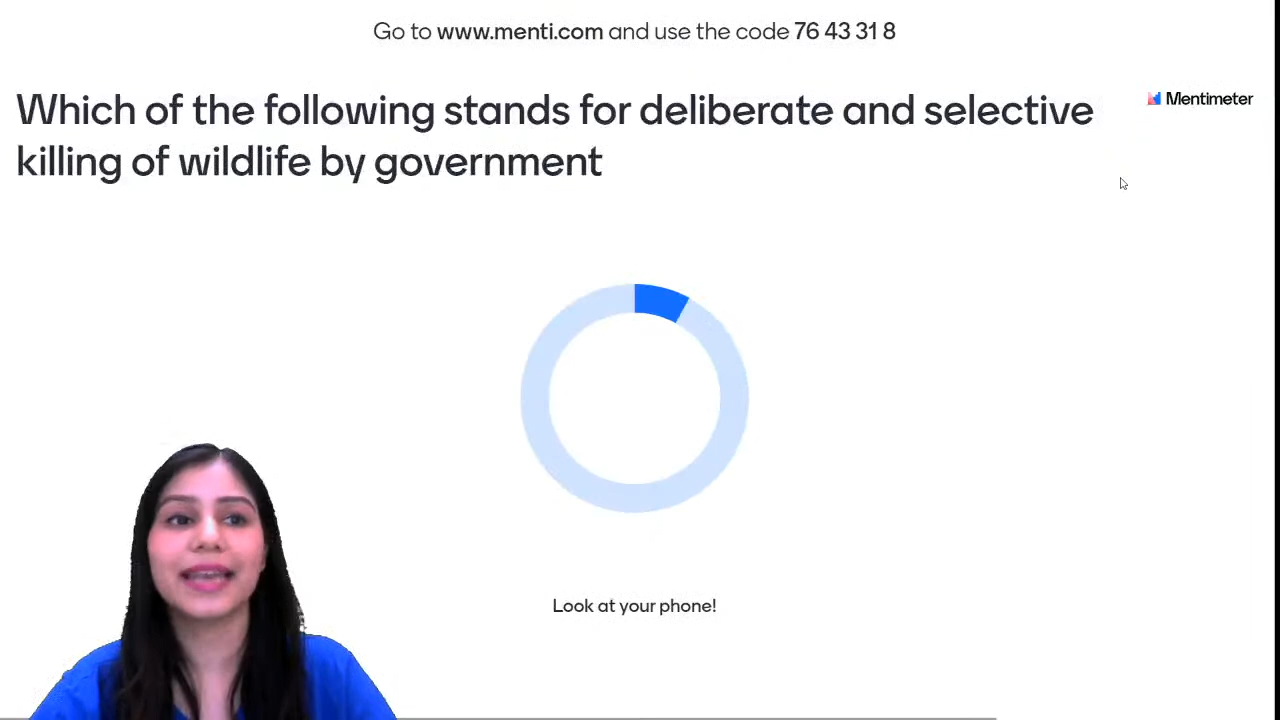 Go to www.menti.com and use the code 76 43 31 8
Which of the following stands for deliberate and selective
killing of wildlife by government
Mentimeter
Look at your phone!